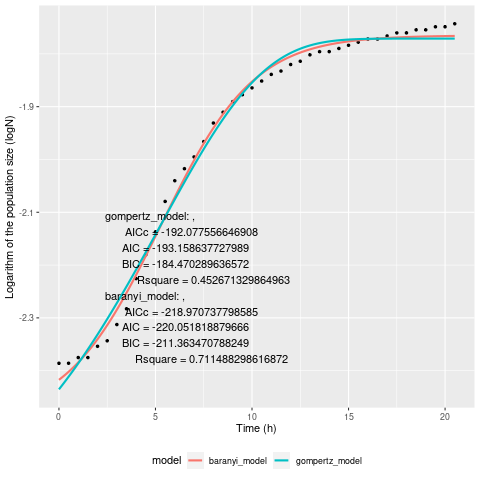 -1.9
-2.1
-2.3
Logarithm of the population size (logN)
gompertz_model: ,
AICc = -192.077556646908
AIC = -193.158637727989
BIC = -184.470289636572
Rsquare = 0.452671329864963
baranyi_model: ,
AICc = -218.970737798585
AIC = -220.051818879666
BIC = -211.363470788249
Rsquare = 0.711488298616872
0 5 10 15 20
Time (h)
model baranyi_model gompertz_model